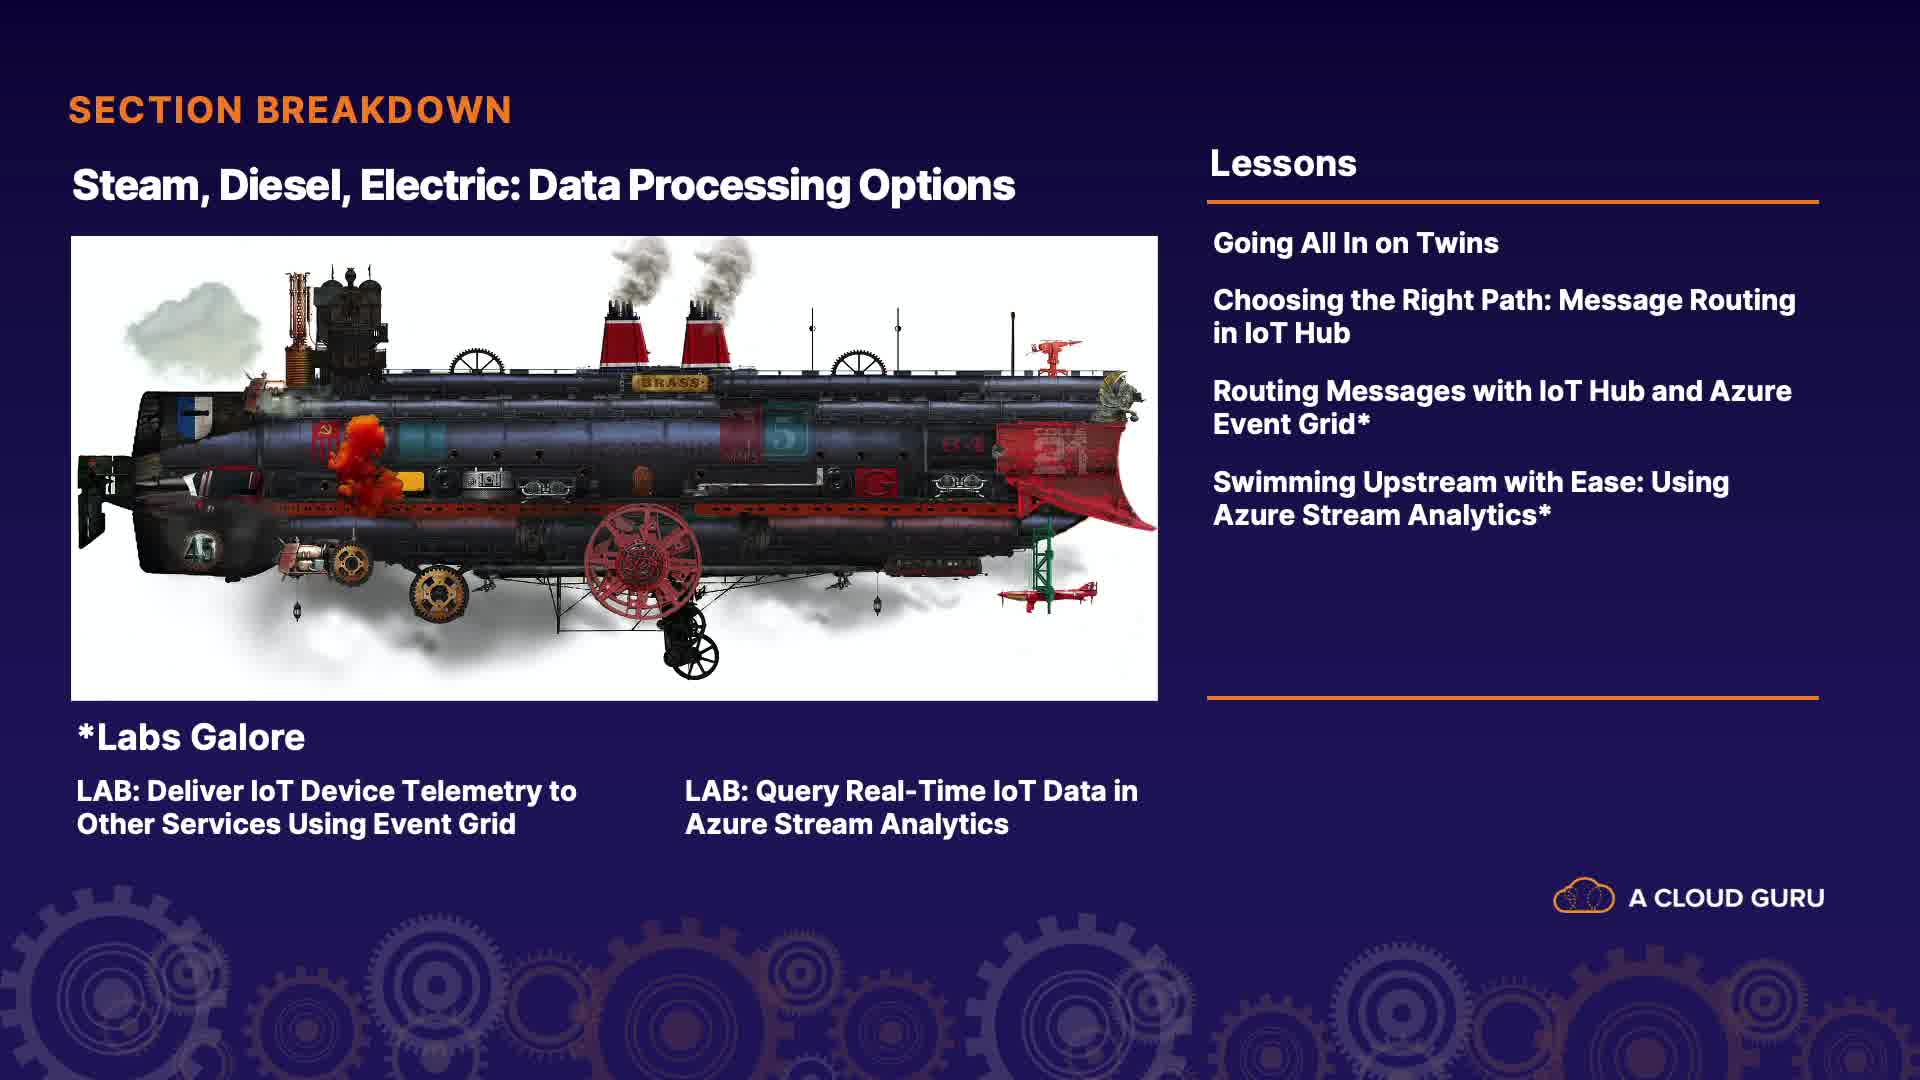 SECTION BREAKDOWN
Steam, Diesel, Electric: Data Processing Options
BRASS
5
84
45
*Labs Galore
LAB: Deliver IoT Device Telemetry to
Other Services Using Event Grid
LAB: Query Real-Time IoT Data in
Azure Stream Analytics
Lessons
Going All In on Twins
Choosing the Right Path: Message Routing
in IoT Hub
Routing Messages with IoT Hub and Azure
Event Grid*
Swimming Upstream with Ease: Using
Azure Stream Analytics*
A CLOUD GURU